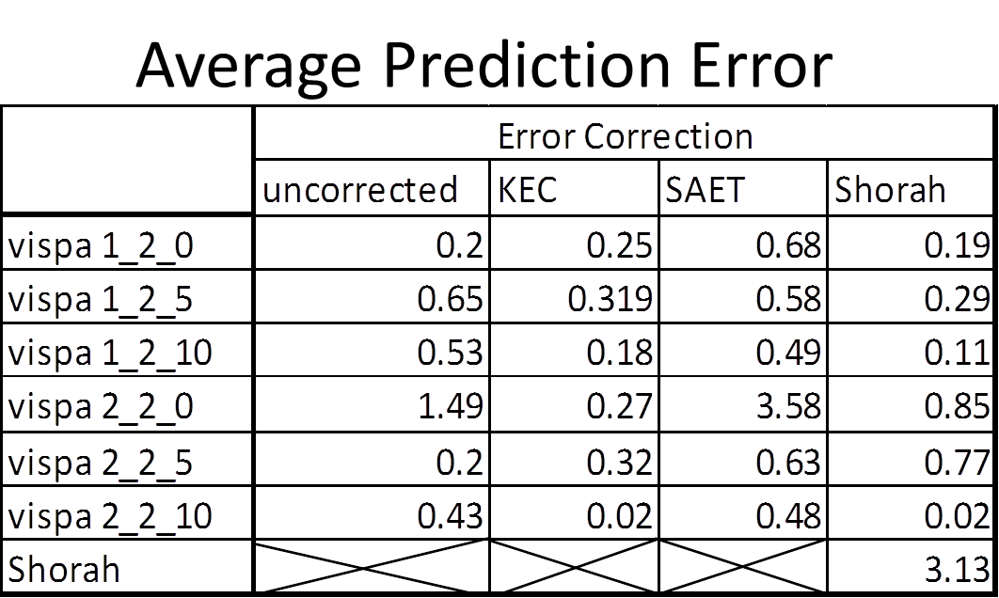 Average Prediction Error
Error Correction
uncorrected KEC SAET Shorah
vispa 1_2_0 0.2 0.25 0.68 0.19
vispa 1_2_5 0.65 0.319 0.58 0.29
vispa 1_2_10 0.53 0.18 0.49 0.11
vispa 2_2_0 1.49 0.27 3.58 0.85
vispa 2_2_5 0.2 0.32 0.63 0.77
vispa 2_2_10 0.43 0.02 0.48 0.02
Shorah 3.13